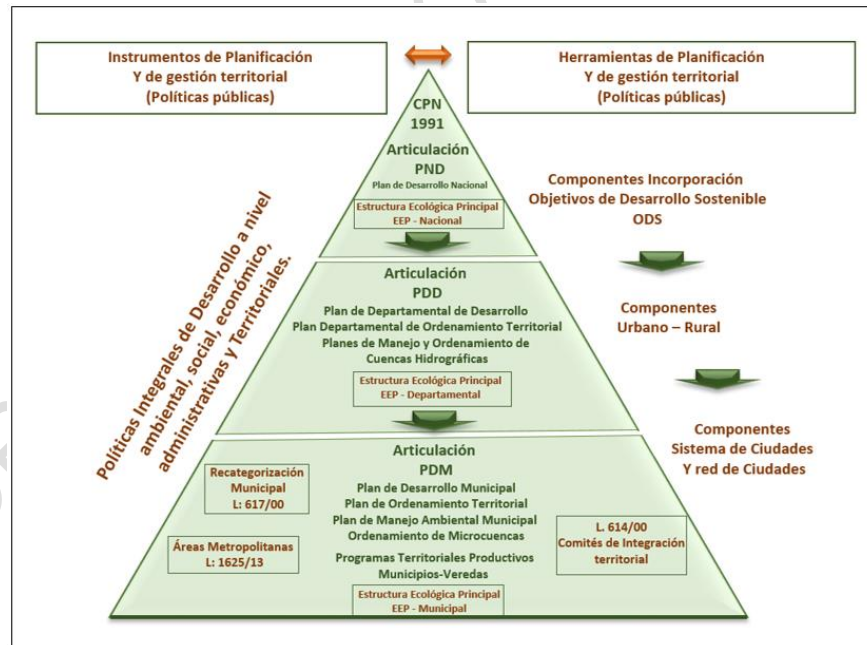 Instrumentos de Planificación
Y de gestión territorial
(Políticas públicas)
Herramientas de Planificación
Y de gestión territorial
(Políticas públicas)
CPN
1991
Articulación
PND
Plan de Desarrollo Nacional
Estructura Ecológica Principal
EEP - Nacional
Políticas Integrales de Desarrollo a nivel
ambiental, social, económico,
administrativas y Territoriales.
Componentes Incorporación
Objetivos de Desarrollo Sostenible
ODS
Articulación
PDD
Plan de Departamental de Desarrollo
Plan Departamental de Ordenamiento Territorial
Planes de Manejo y Ordenamiento de
Cuencas Hidrográficas
Estructura Ecológica Principal
EEP - Departamental
Componentes
Urbano – Rural
Componentes
Sistema de Ciudades
Y red de Ciudades
Articulación
PDM
Plan de Desarrollo Municipal
Plan de Ordenamiento Territorial
Plan de Manejo Ambiental Municipal
Ordenamiento de Microcuencas
Programas Territoriales Productivos
Municipios-Veredas
Estructura Ecológica Principal
EEP - Municipal
Recategorización
Municipal
L: 617/00
Áreas Metropolitanas
L: 1625/13
L. 614/00
Comités de Integración
territorial